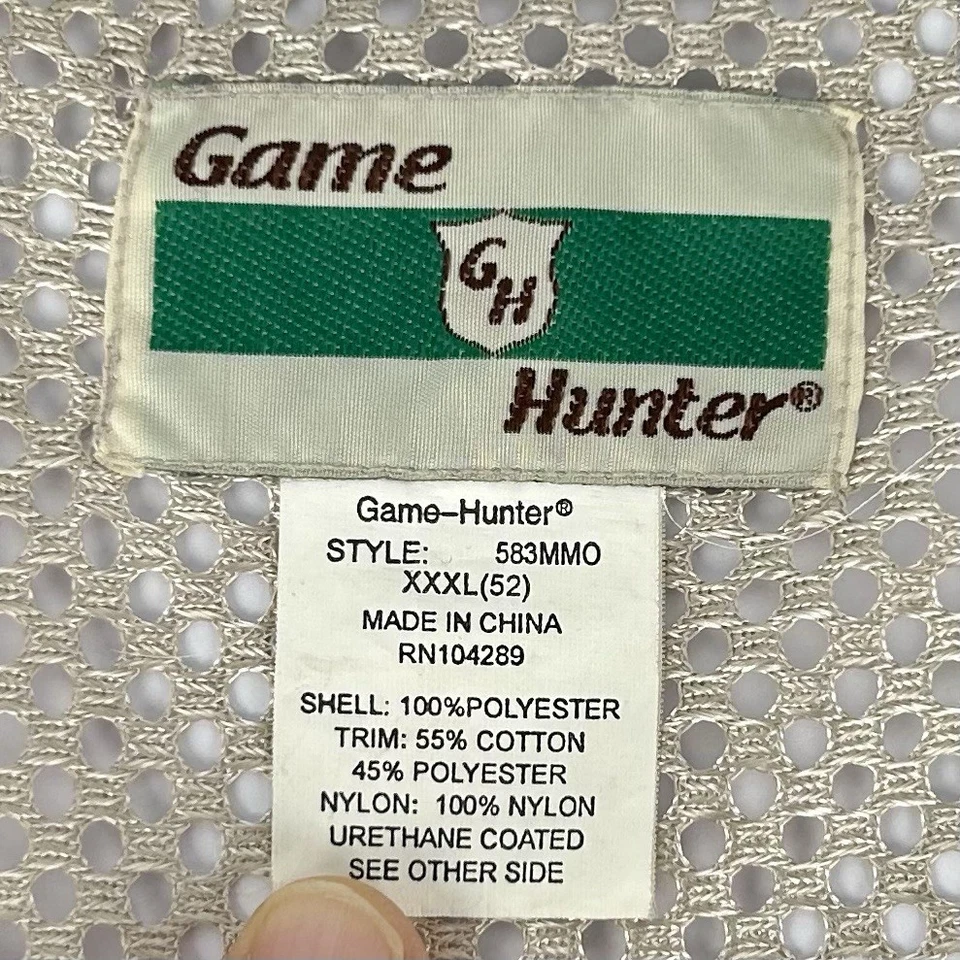 Game
GH
Hunter®
Game-Hunter®
STYLE: 583MMO
XXXL(52)
MADE IN CHINA
RN104289
SHELL: 100%POLYESTER
TRIM: 55% COTTON
45% POLYESTER
NYLON: 100% NYLON
URETHANE COATED
SEE OTHER SIDE